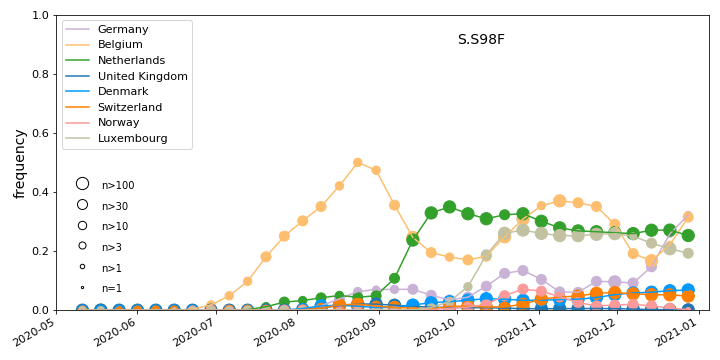 1.0
0.8
0.6
0.4
0.2
0.0
frequency
S.S98F
Germany
Belgium
Netherlands
United Kingdom
Denmark
Switzerland
Norway
Luxembourg
n>100
n>30
n>10
n>3
n>1
n=1
2020-05
2020-06
2020-07
2020-08
2020-09
2020-10
2020-11
2020-12
2021-01